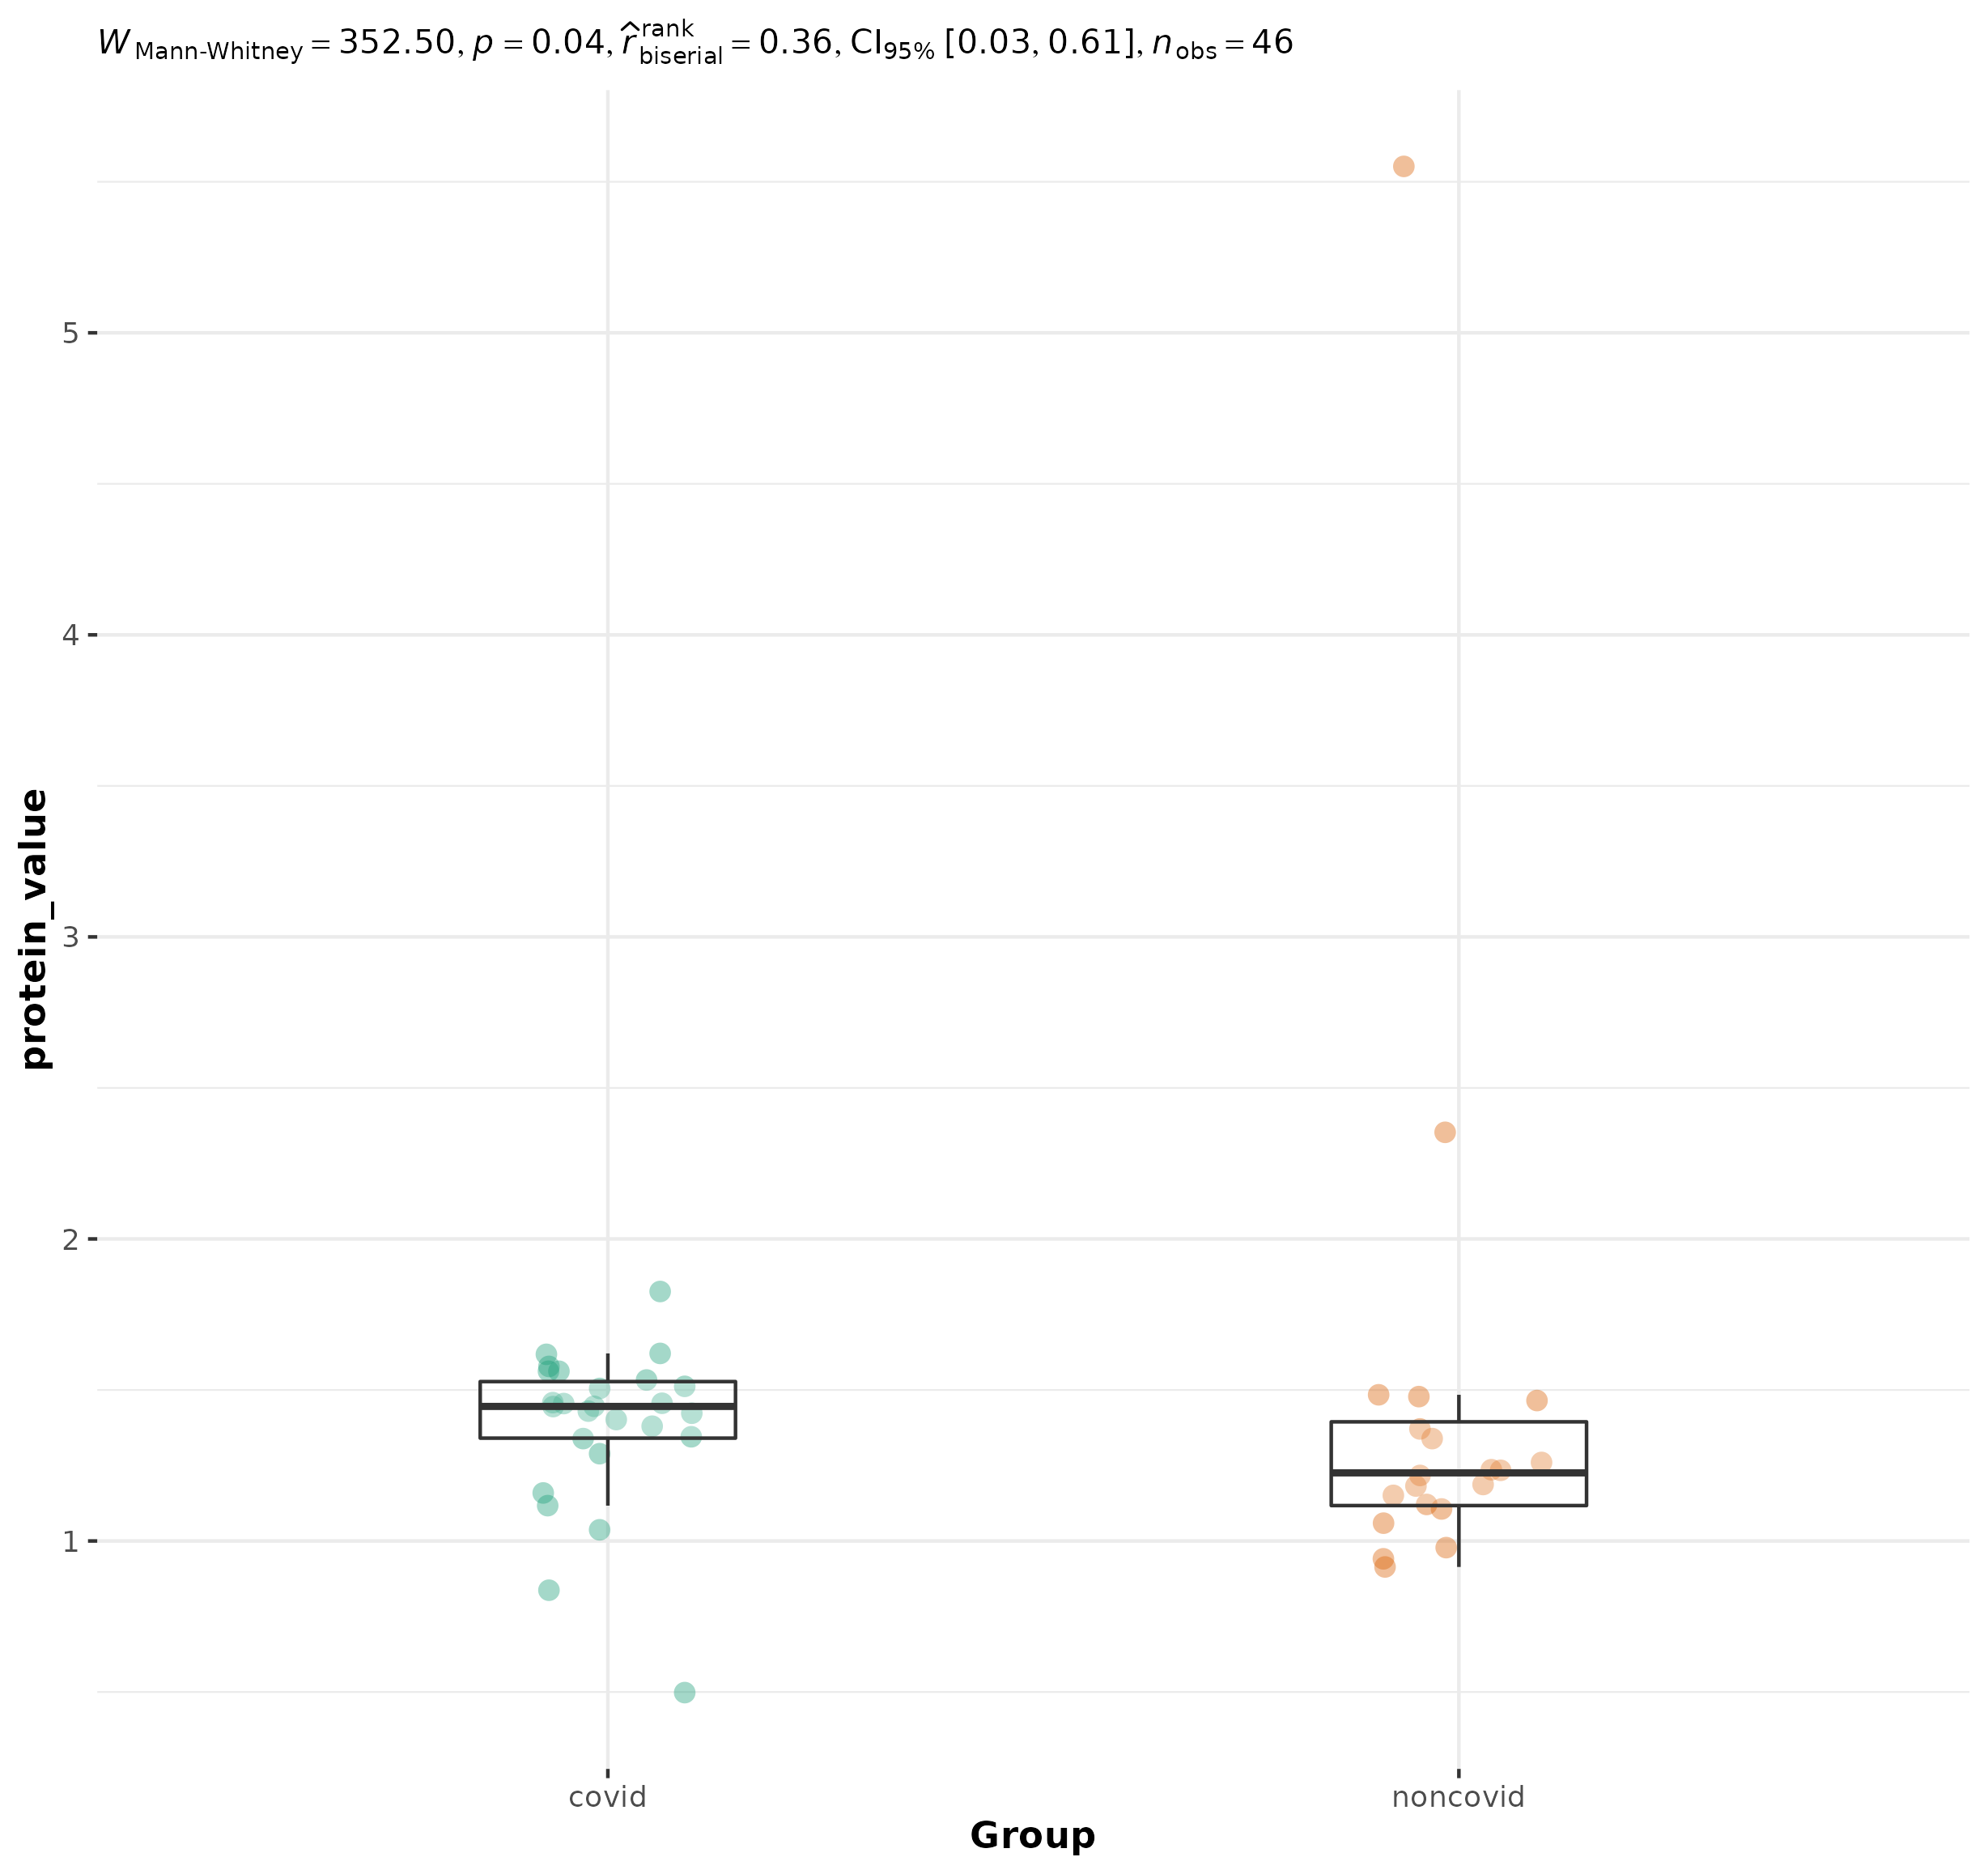 W Mann-Whitney = 352.50, p = 0.04, r̂ rank biserial = 0.36, CI95% [0.03, 0.61], n obs = 46
protein_value
5
4
3
2
1
covid noncovid
Group